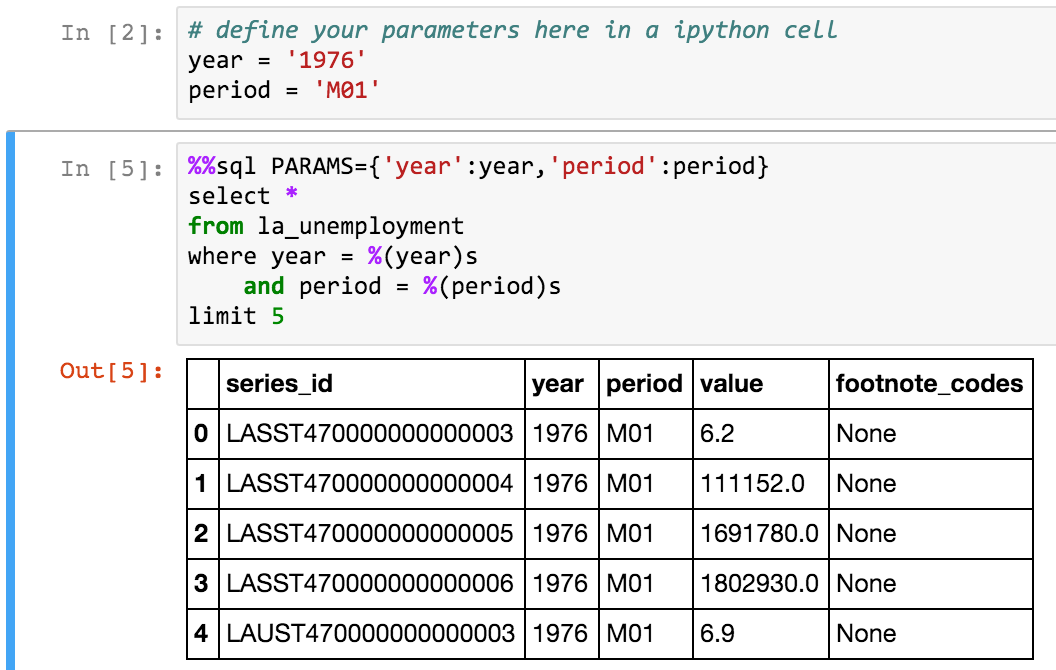 In [2]: # define your parameters here in a ipython cell
year = '1976'
period = 'M01'
In [5]: %%sql PARAMS={'year':year,'period':period}
select *
from la_unemployment
where year = %(year)s
    and period = %(period)s
limit 5
Out[5]:
series_id year period value footnote_codes
0 LASST470000000000003 1976 M01 6.2 None
1 LASST470000000000004 1976 M01 111152.0 None
2 LASST470000000000005 1976 M01 1691780.0 None
3 LASST470000000000006 1976 M01 1802930.0 None
4 LAUST470000000000003 1976 M01 6.9 None